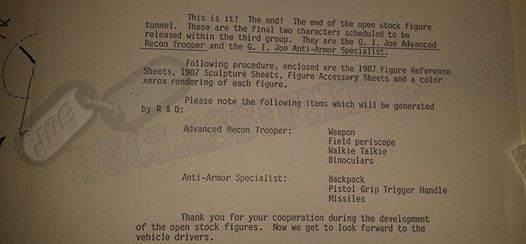 This is it! The end! The end of the open stock figure
tunnel. These are the final two characters scheduled to be
released within the third group. They are the G. I. Joe Advanced
Recon Trooper and the G. I. Joe Anti-Armor Specialist.
Following procedure, enclosed are the 1987 Figure Reference
Sheets, 1987 Sculpture Sheets, Figure Accessory Sheets and a color
xerox rendering of each figure.
Please note the following items which will be generated
by R & D:
Advanced Recon Trooper: Weapon
Field periscope
Walkie Talkie
Binoculars
Anti-Armor Specialist: Backpack
Pistol Grip Trigger Handle
Missiles
Thank you for your cooperation during the development
of the open stock figures. Now we get to look forward to the
vehicle drivers.
JOE
DECLASSIFIED